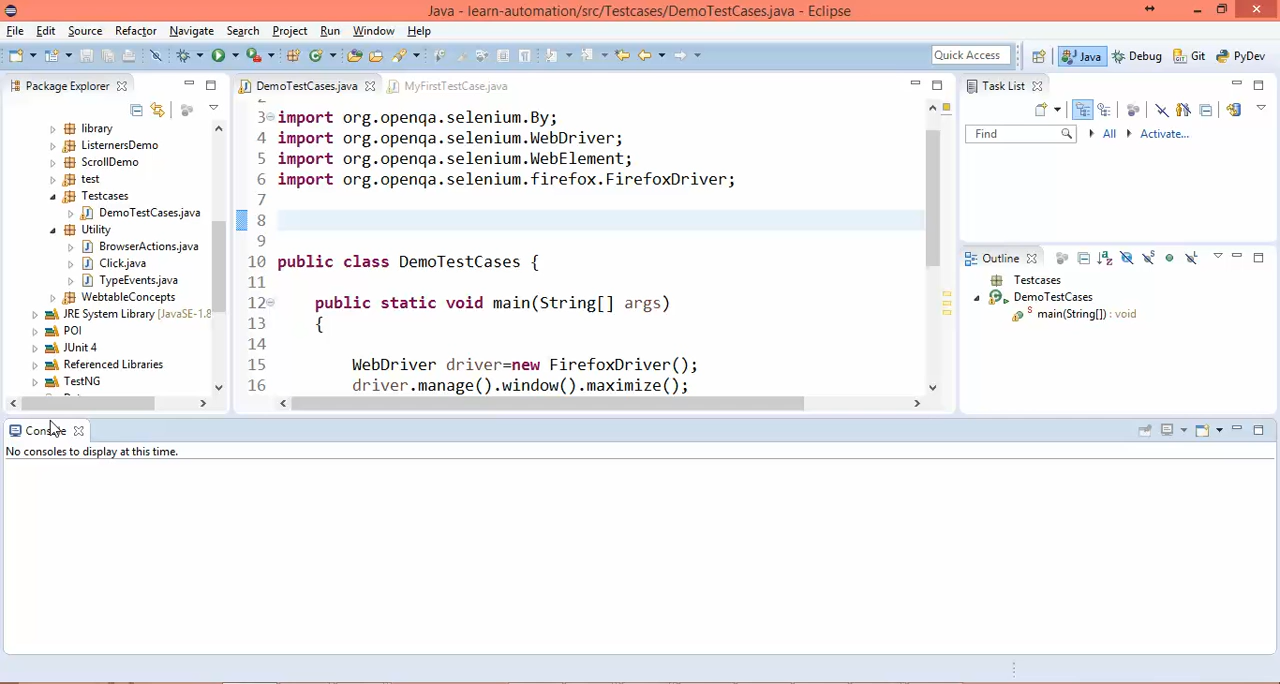 Java - learn-automation/src/Testcases/DemoTestCases.java - Eclipse
File Edit Source Refactor Navigate Search Project Run Window Help
Quick Access Java Debug Git PyDev
Package Explorer
library
ListernersDemo
ScrollDemo
test
Testcases
DemoTestCases.java
Utility
BrowserActions.java
Click.java
TypeEvents.java
WebtableConcepts
JRE System Library [JavaSE-1.8
POI
JUnit 4
Referenced Libraries
TestNG
DemoTestCases.java MyFirstTestCase.java
3 import org.openqa.selenium.By;
4 import org.openqa.selenium.WebDriver;
5 import org.openqa.selenium.WebElement;
6 import org.openqa.selenium.firefox.FirefoxDriver;
7
8
9
10 public class DemoTestCases {
11
12 public static void main(String[] args)
13 {
14
15 WebDriver driver=new FirefoxDriver();
16 driver.manage().window().maximize();
Task List
Find All Activate...
Outline
Testcases
DemoTestCases
main(String[]) : void
No consoles to display at this time.